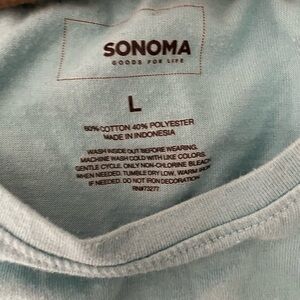 SONOMA
GOODS FOR LIFE
L
60% COTTON 40% POLYESTER
MADE IN INDONESIA
WASH INSIDE OUT BEFORE WEARING.
MACHINE WASH COLD WITH LIKE COLORS.
GENTLE CYCLE. ONLY NON-CHLORINE BLEACH
WHEN NEEDED. TUMBLE DRY LOW, WARM IRON
IF NEEDED. DO NOT IRON DECORATION
RN#73277